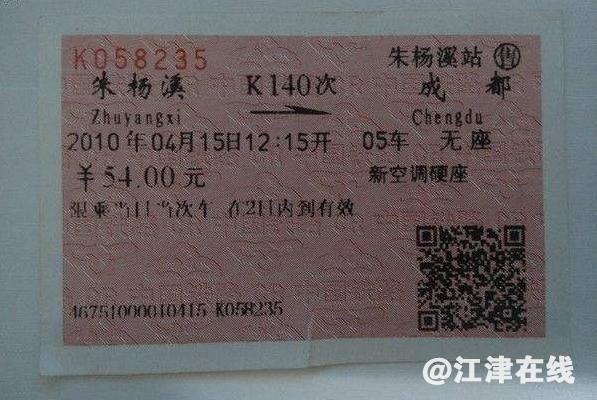 K058235 朱杨溪站 售
朱杨溪 K140次 成都
Zhuyangxi Chengdu
2010年04月15日12:15开 05车 无座
￥54.00元 新空调硬座
限乘当日当次车 在2日内到有效
46751000010415 K058235
@江津在线